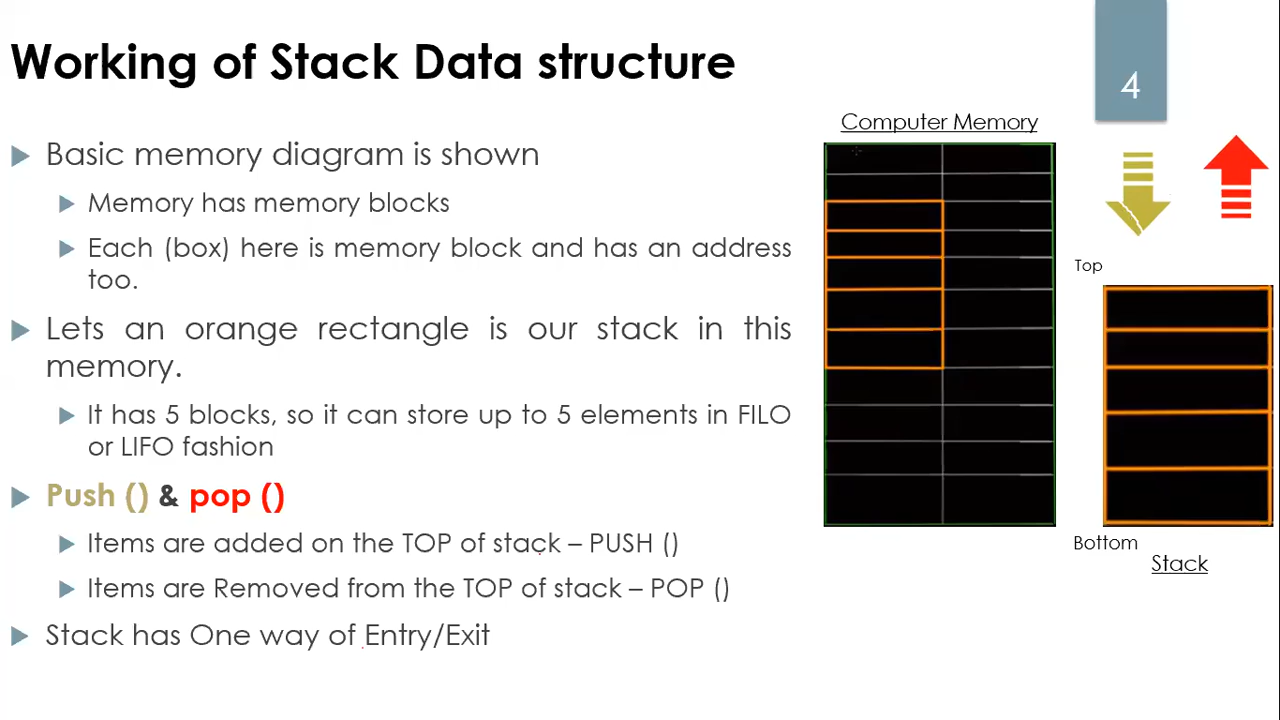 Working of Stack Data structure
4
Basic memory diagram is shown
Memory has memory blocks
Each (box) here is memory block and has an address
too.
Lets an orange rectangle is our stack in this
memory.
It has 5 blocks, so it can store up to 5 elements in FILO
or LIFO fashion
Push () & pop ()
Items are added on the TOP of stack – PUSH ()
Items are Removed from the TOP of stack – POP ()
Stack has One way of Entry/Exit
Computer Memory
Top
Bottom
Stack